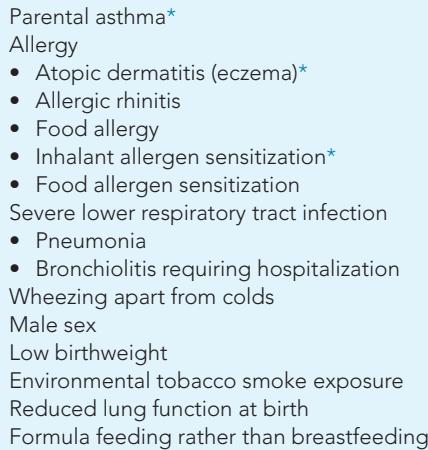 Parental asthma*
Allergy
• Atopic dermatitis (eczema)*
• Allergic rhinitis
• Food allergy
• Inhalant allergen sensitization*
• Food allergen sensitization
Severe lower respiratory tract infection
• Pneumonia
• Bronchiolitis requiring hospitalization
Wheezing apart from colds
Male sex
Low birthweight
Environmental tobacco smoke exposure
Reduced lung function at birth
Formula feeding rather than breastfeeding